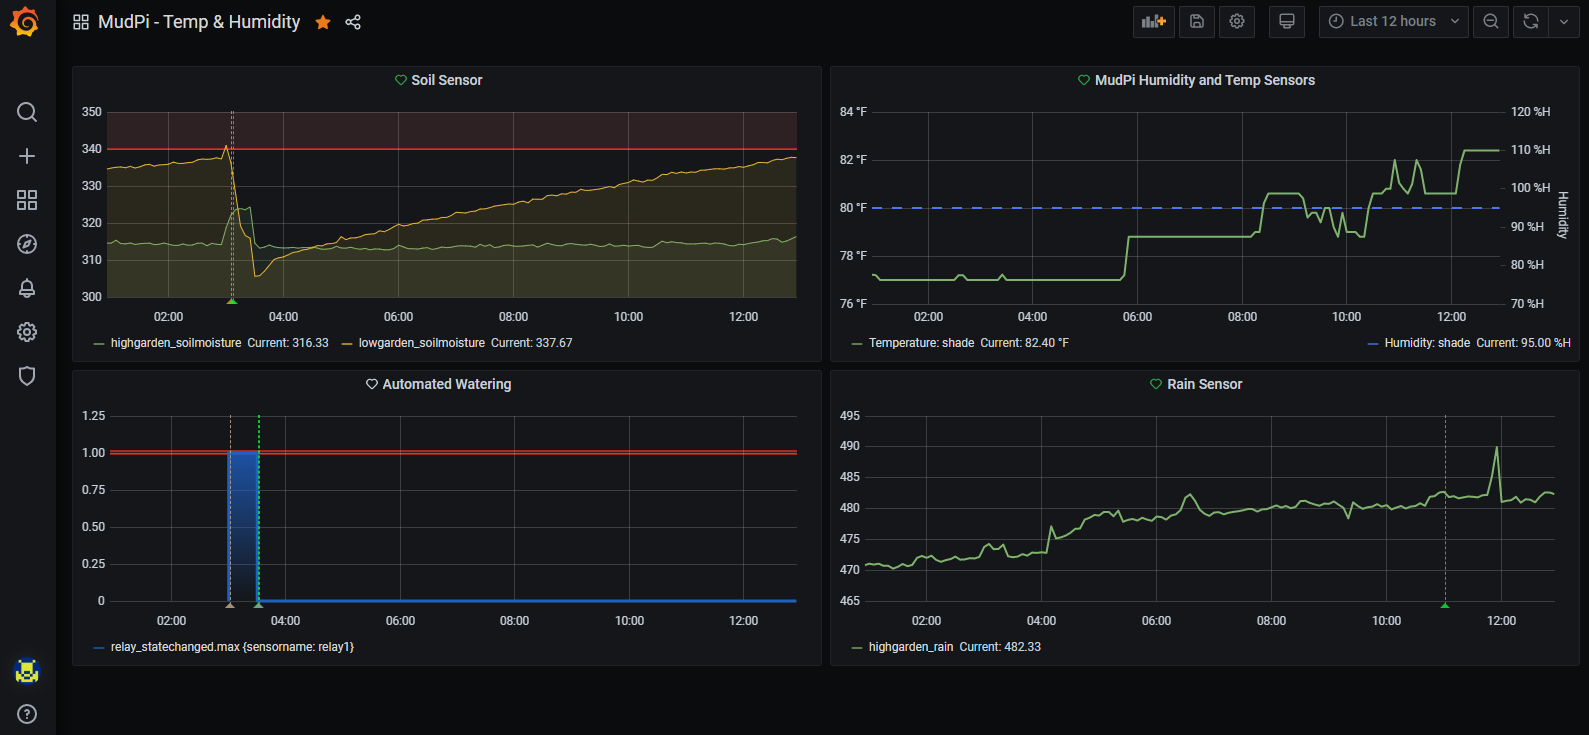 MudPi - Temp & Humidity
Last 12 hours
Soil Sensor
350
340
330
320
310
300
02:00 04:00 06:00 08:00 10:00 12:00
highgarden_soilmoisture Current: 316.33 lowgarden_soilmoisture Current: 337.67
MudPi Humidity and Temp Sensors
84 °F 120 %H
82 °F 110 %H
100 %H
80 °F
90 %H
78 °F
80 %H
76 °F 70 %H
Humidity
02:00 04:00 06:00 08:00 10:00 12:00
Temperature: shade Current: 82.40 °F Humidity: shade Current: 95.00 %H
Automated Watering
1.25
1.00
0.75
0.50
0.25
0
02:00 04:00 06:00 08:00 10:00 12:00
relay_statechanged.max {sensorname: relay1}
Rain Sensor
495
490
485
480
475
470
465
02:00 04:00 06:00 08:00 10:00 12:00
highgarden_rain Current: 482.33